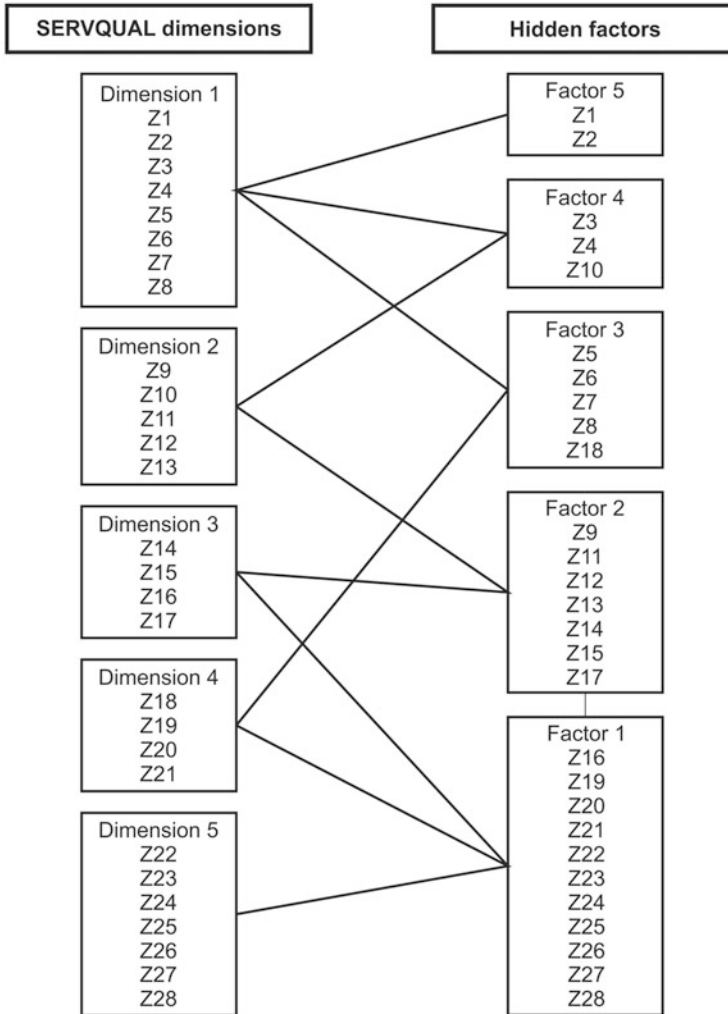 SERVQUAL dimensions
Hidden factors
Dimension 1
Z1
Z2
Z3
Z4
Z5
Z6
Z7
Z8
Dimension 2
Z9
Z10
Z11
Z12
Z13
Dimension 3
Z14
Z15
Z16
Z17
Dimension 4
Z18
Z19
Z20
Z21
Dimension 5
Z22
Z23
Z24
Z25
Z26
Z27
Z28
Factor 5
Z1
Z2
Factor 4
Z3
Z4
Z10
Factor 3
Z5
Z6
Z7
Z8
Z18
Factor 2
Z9
Z11
Z12
Z13
Z14
Z15
Z17
Factor 1
Z16
Z19
Z20
Z21
Z22
Z23
Z24
Z25
Z26
Z27
Z28